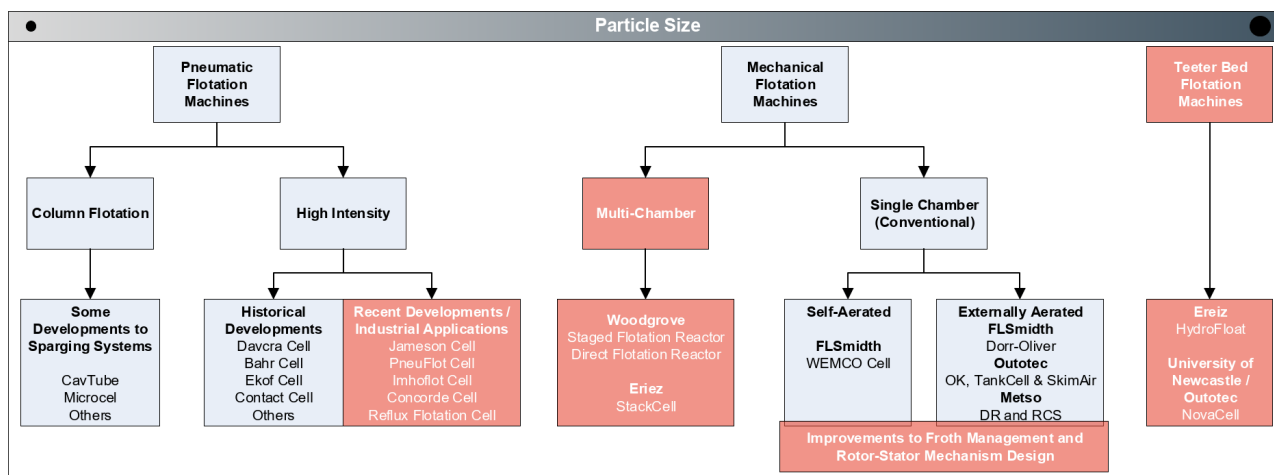 Particle Size
Pneumatic
Flotation
Machines
Mechanical
Flotation
Machines
Teeter Bed
Flotation
Machines
Column Flotation
High Intensity
Multi-Chamber
Single Chamber
(Conventional)
Some
Developments to
Sparging Systems
CavTube
Microcel
Others
Historical
Developments
Davcra Cell
Bahr Cell
Ekof Cell
Contact Cell
Others
Recent Developments /
Industrial Applications
Jameson Cell
PneuFlot Cell
Imhoflot Cell
Concorde Cell
Reflux Flotation Cell
Woodgrove
Staged Flotation Reactor
Direct Flotation Reactor
Eriez
StackCell
Self-Aerated
FLSmidth
WEMCO Cell
Externally Aerated
FLSmidth
Dorr-Oliver
Outotec
OK, TankCell & SkimAir
Metso
DR and RCS
Improvements to Froth Management and
Rotor-Stator Mechanism Design
Ereiz
HydroFloat
University of
Newcastle /
Outotec
NovaCell